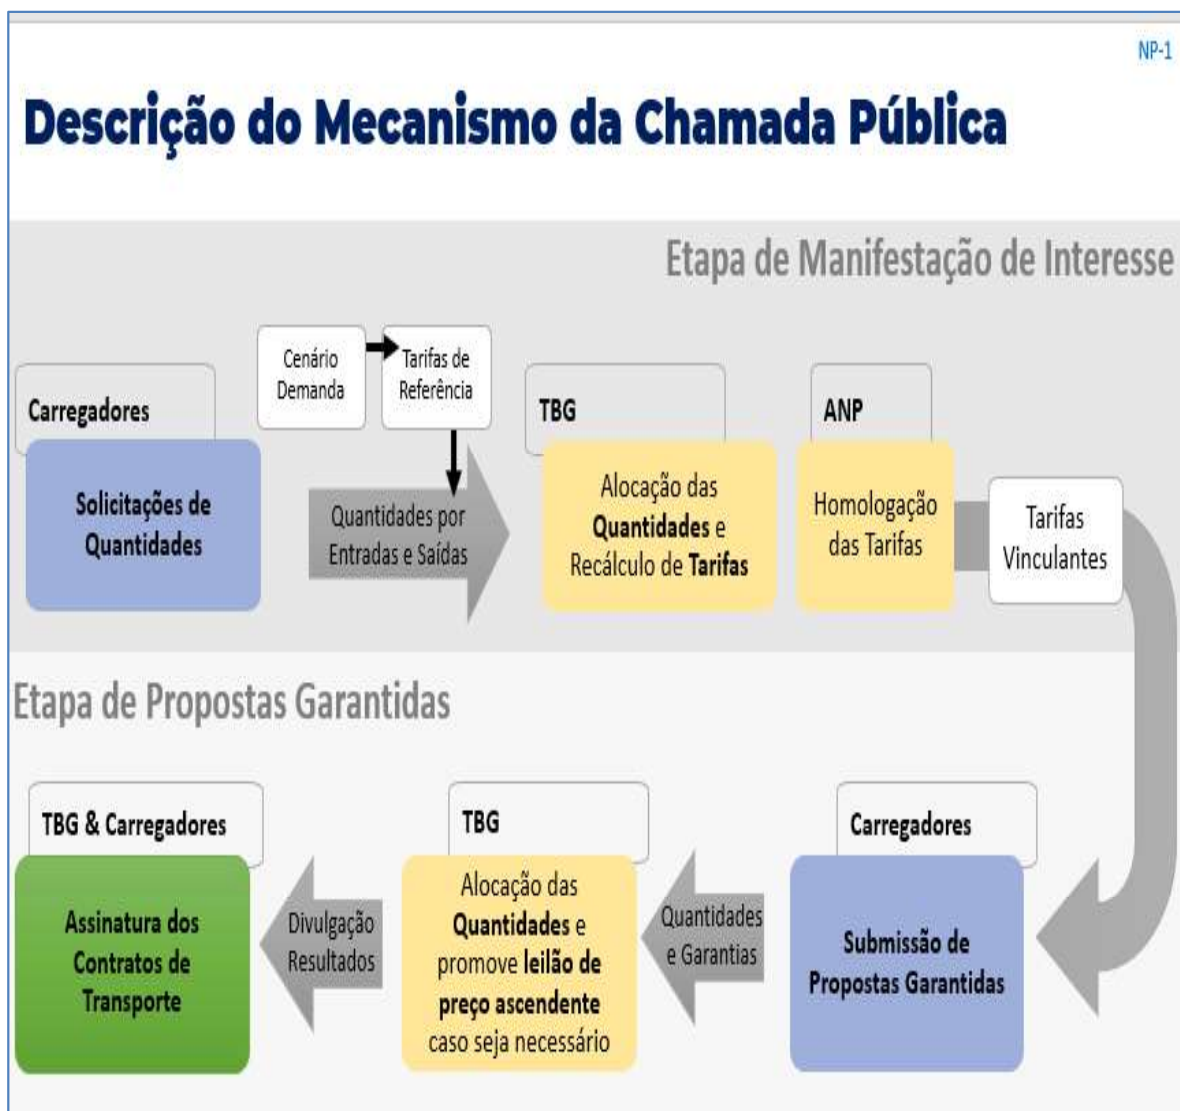 NP-1
Descrição do Mecanismo da Chamada Pública
Etapa de Manifestação de Interesse
Carregadores
Solicitações de
Quantidades
Cenário
Demanda
Tarifas de
Referência
Quantidades por
Entradas e Saídas
TBG
Alocação das
Quantidades e
Recálculo de Tarifas
ANP
Homologação
das Tarifas
Tarifas
Vinculantes
Etapa de Propostas Garantidas
Carregadores
Submissão de
Propostas Garantidas
Quantidades
e Garantias
TBG
Alocação das
Quantidades e
promove leilão de
preço ascendente
caso seja necessário
Divulgação
Resultados
TBG & Carregadores
Assinatura dos
Contratos de
Transporte